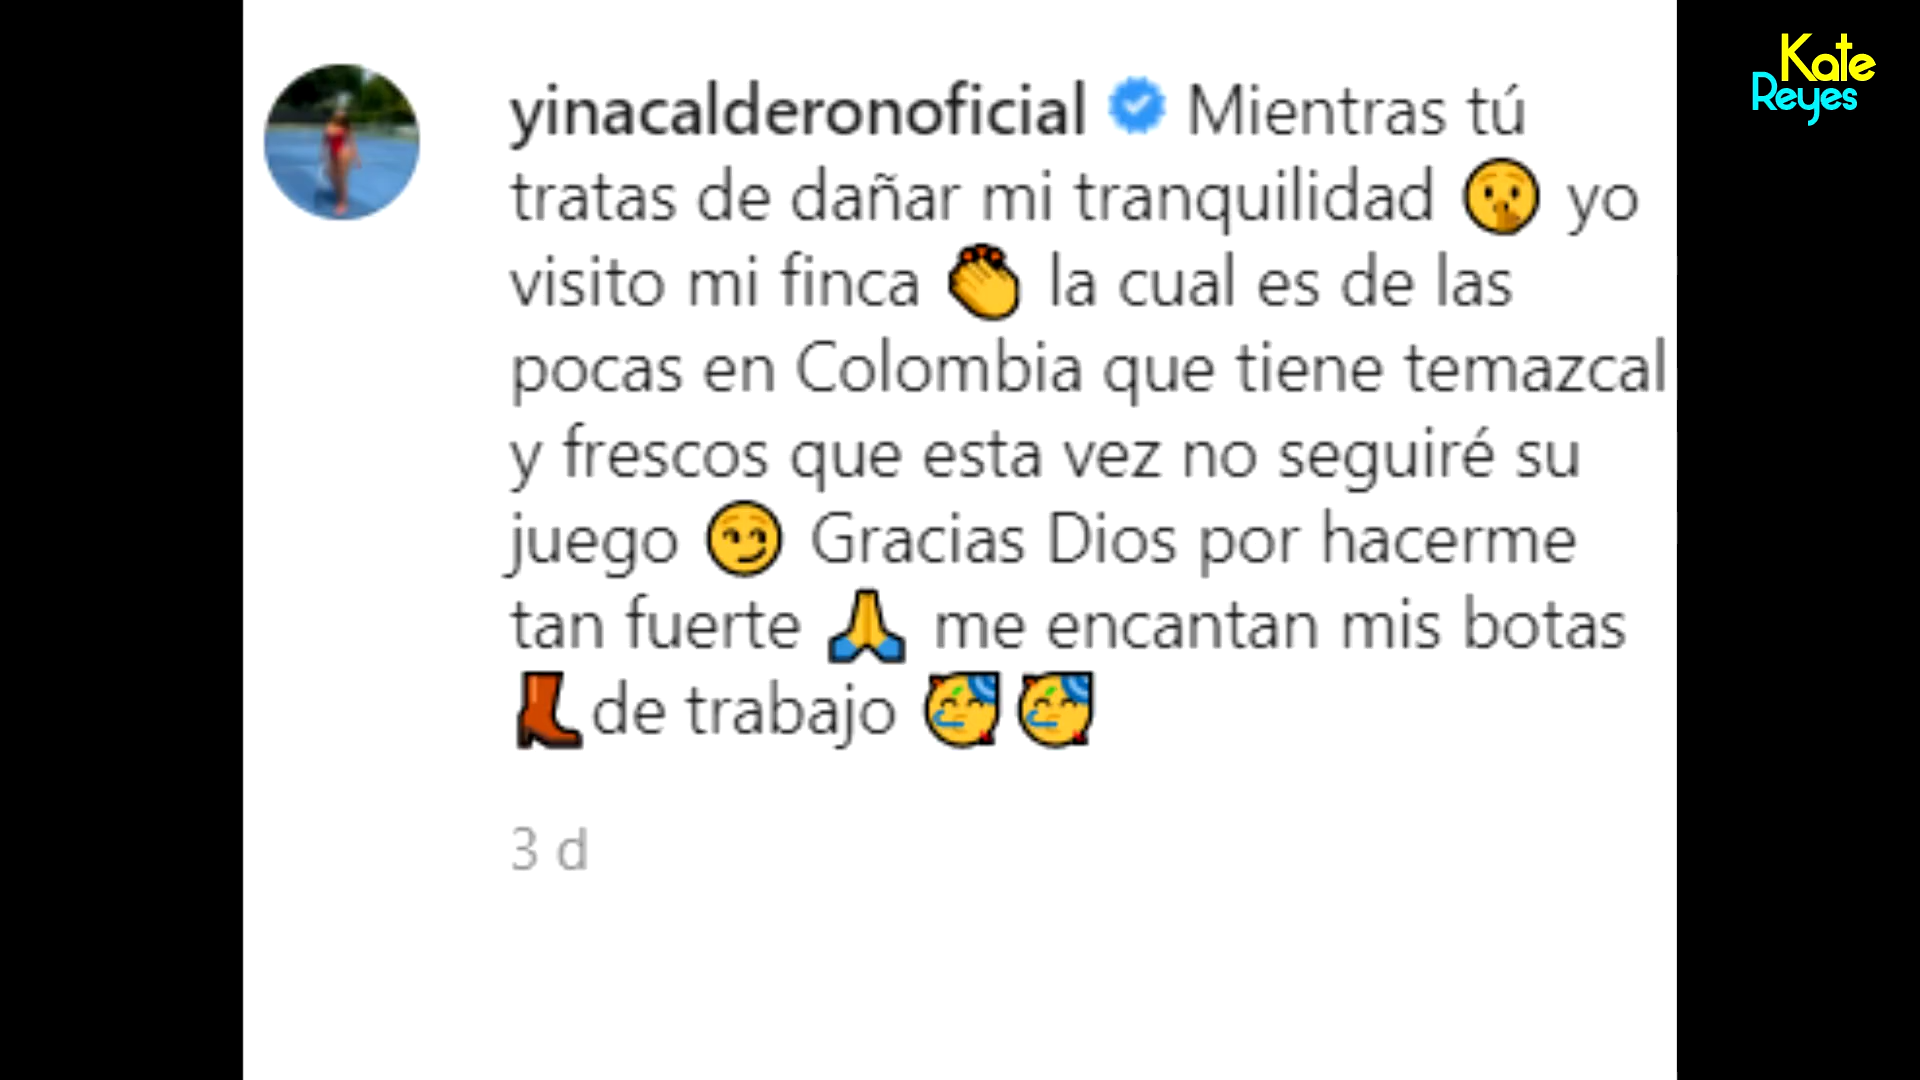 Kate
Reyes
yinacalderonoficial Mientras tú
tratas de dañar mi tranquilidad 🤫 yo
visito mi finca 👏 la cual es de las
pocas en Colombia que tiene temazcal
y frescos que esta vez no seguiré su
juego 😏 Gracias Dios por hacerme
tan fuerte 🙏 me encantan mis botas
👢de trabajo 🥳🥳
3 d